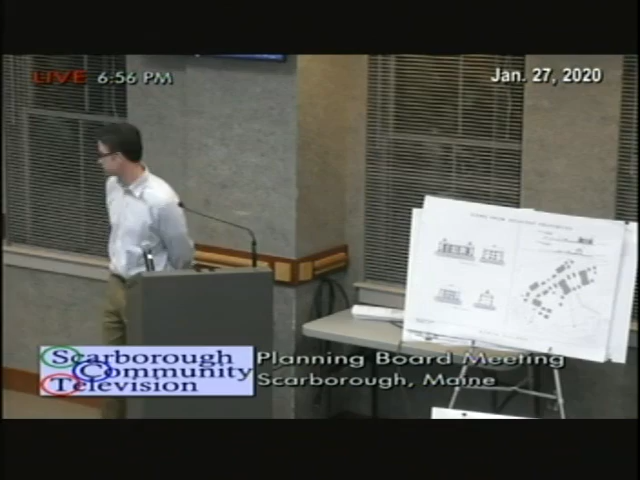 LIVE 6:56 PM
Jan. 27, 2020
Scarborough
Community
Television
Planning Board Meeting
Scarborough, Maine